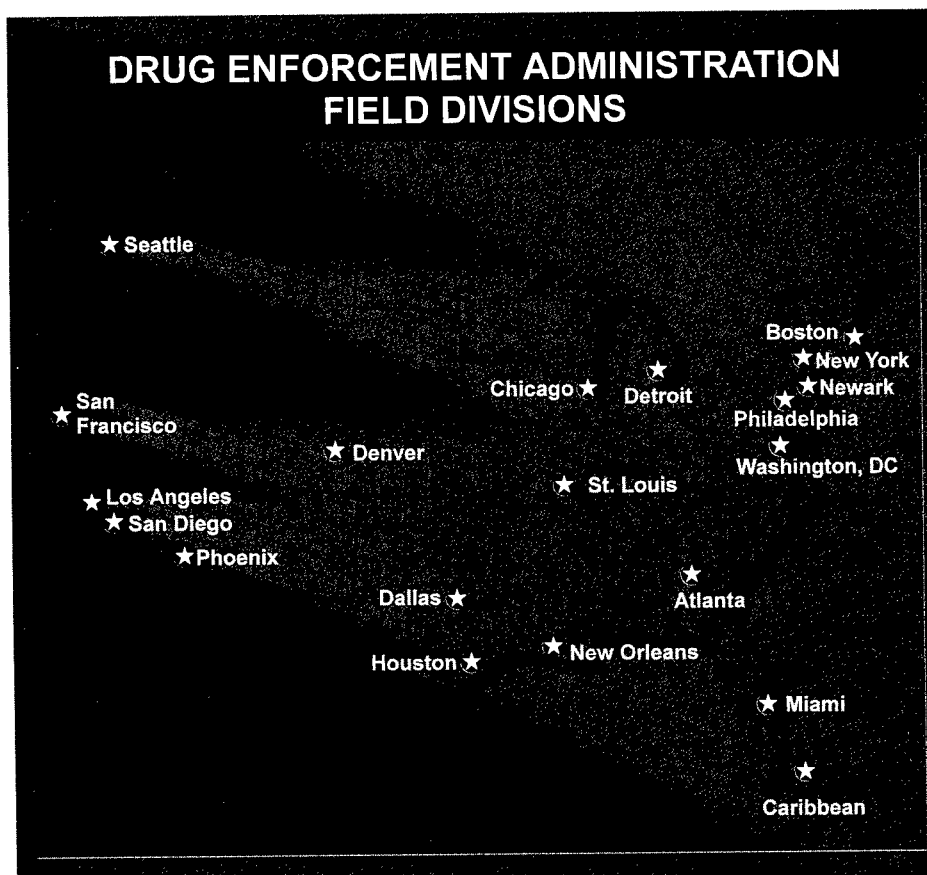 DRUG ENFORCEMENT ADMINISTRATION
FIELD DIVISIONS
Seattle
Boston
New York
Chicago
Detroit
Newark
San
Francisco
Philadelphia
Denver
Washington, DC
St. Louis
Los Angeles
San Diego
Phoenix
Dallas
Atlanta
New Orleans
Houston
Miami
Caribbean